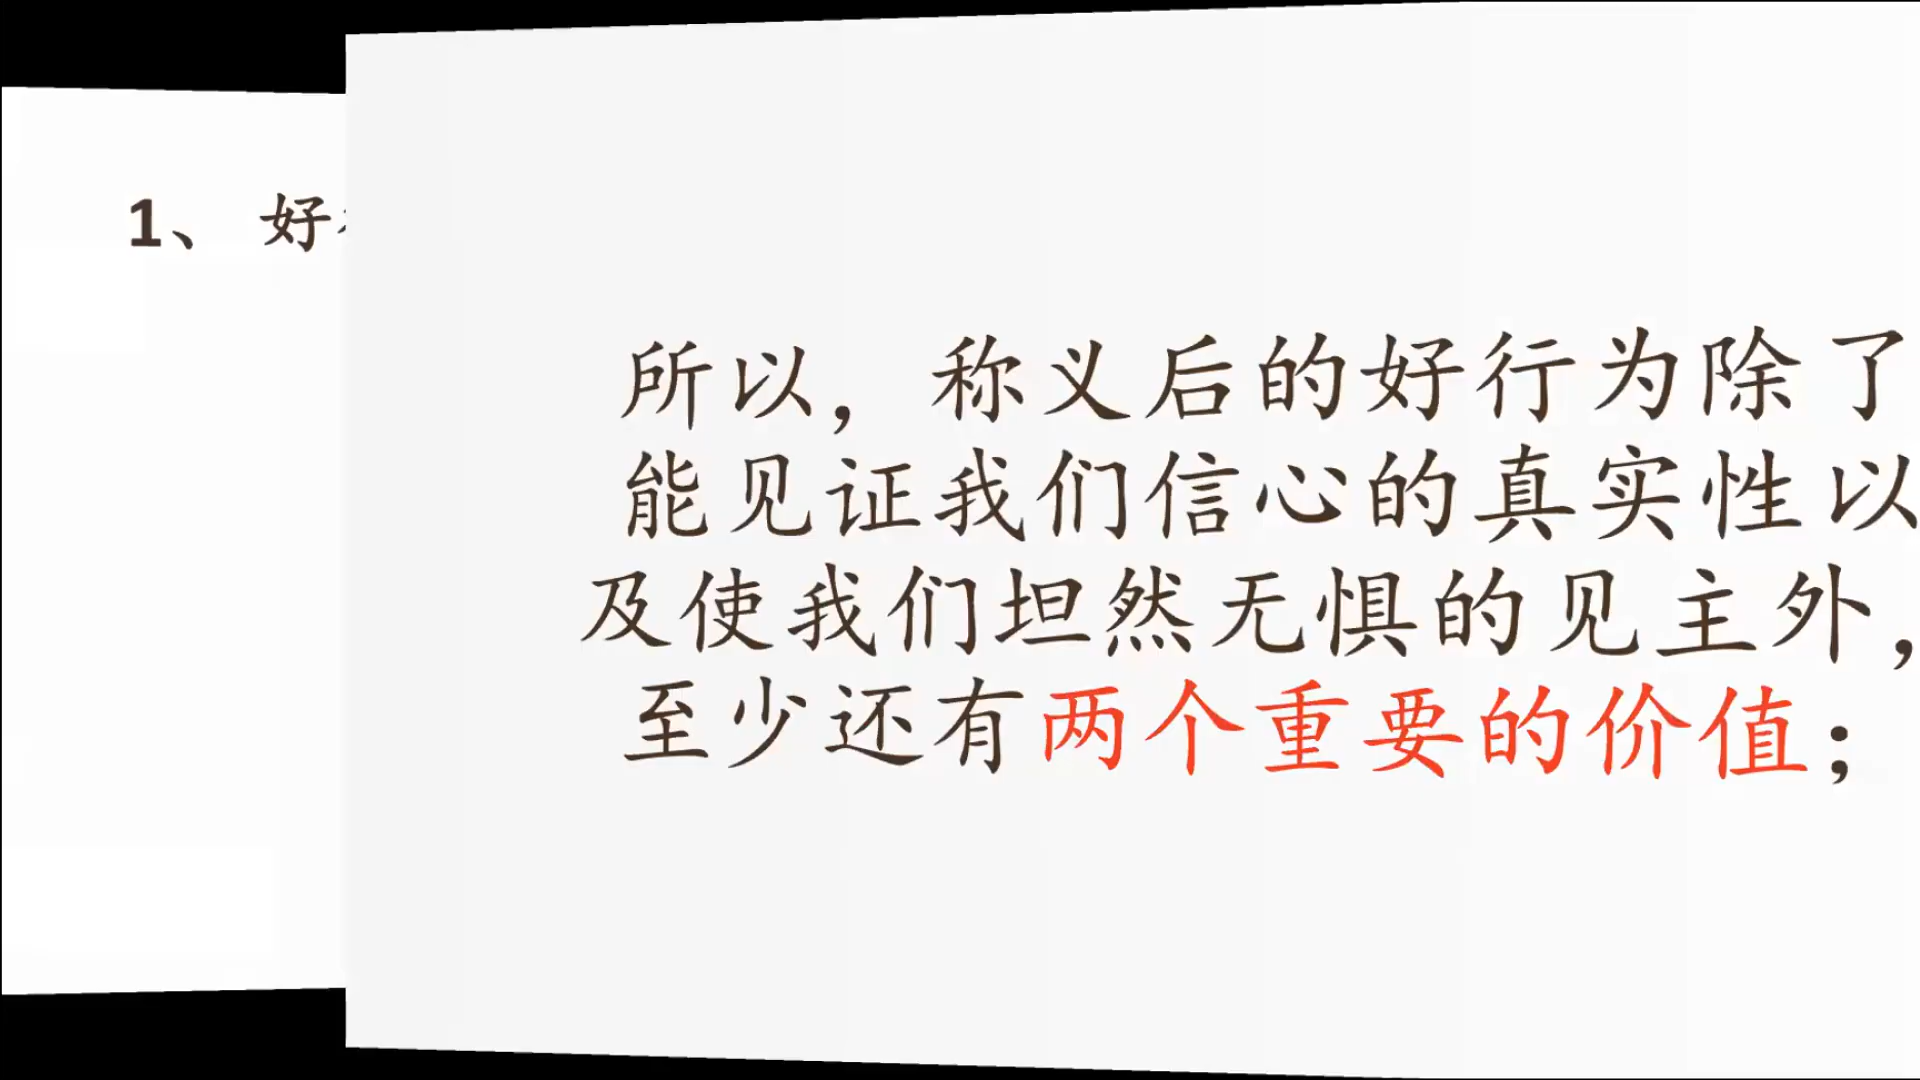 1、 好
所以，称义后的好行为除了
能见证我们信心的真实性以
及使我们坦然无惧的见主外，
至少还有两个重要的价值；